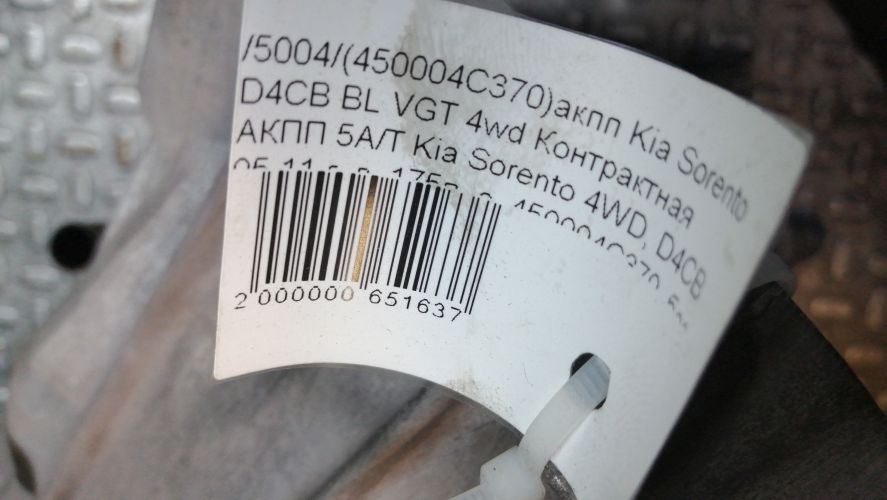 /5004/(450004C370)акпп Kia Sorento
D4CB BL VGT 4wd Контрактная
АКПП 5A/T Kia Sorento 4WD, D4CB
2 000000 651637